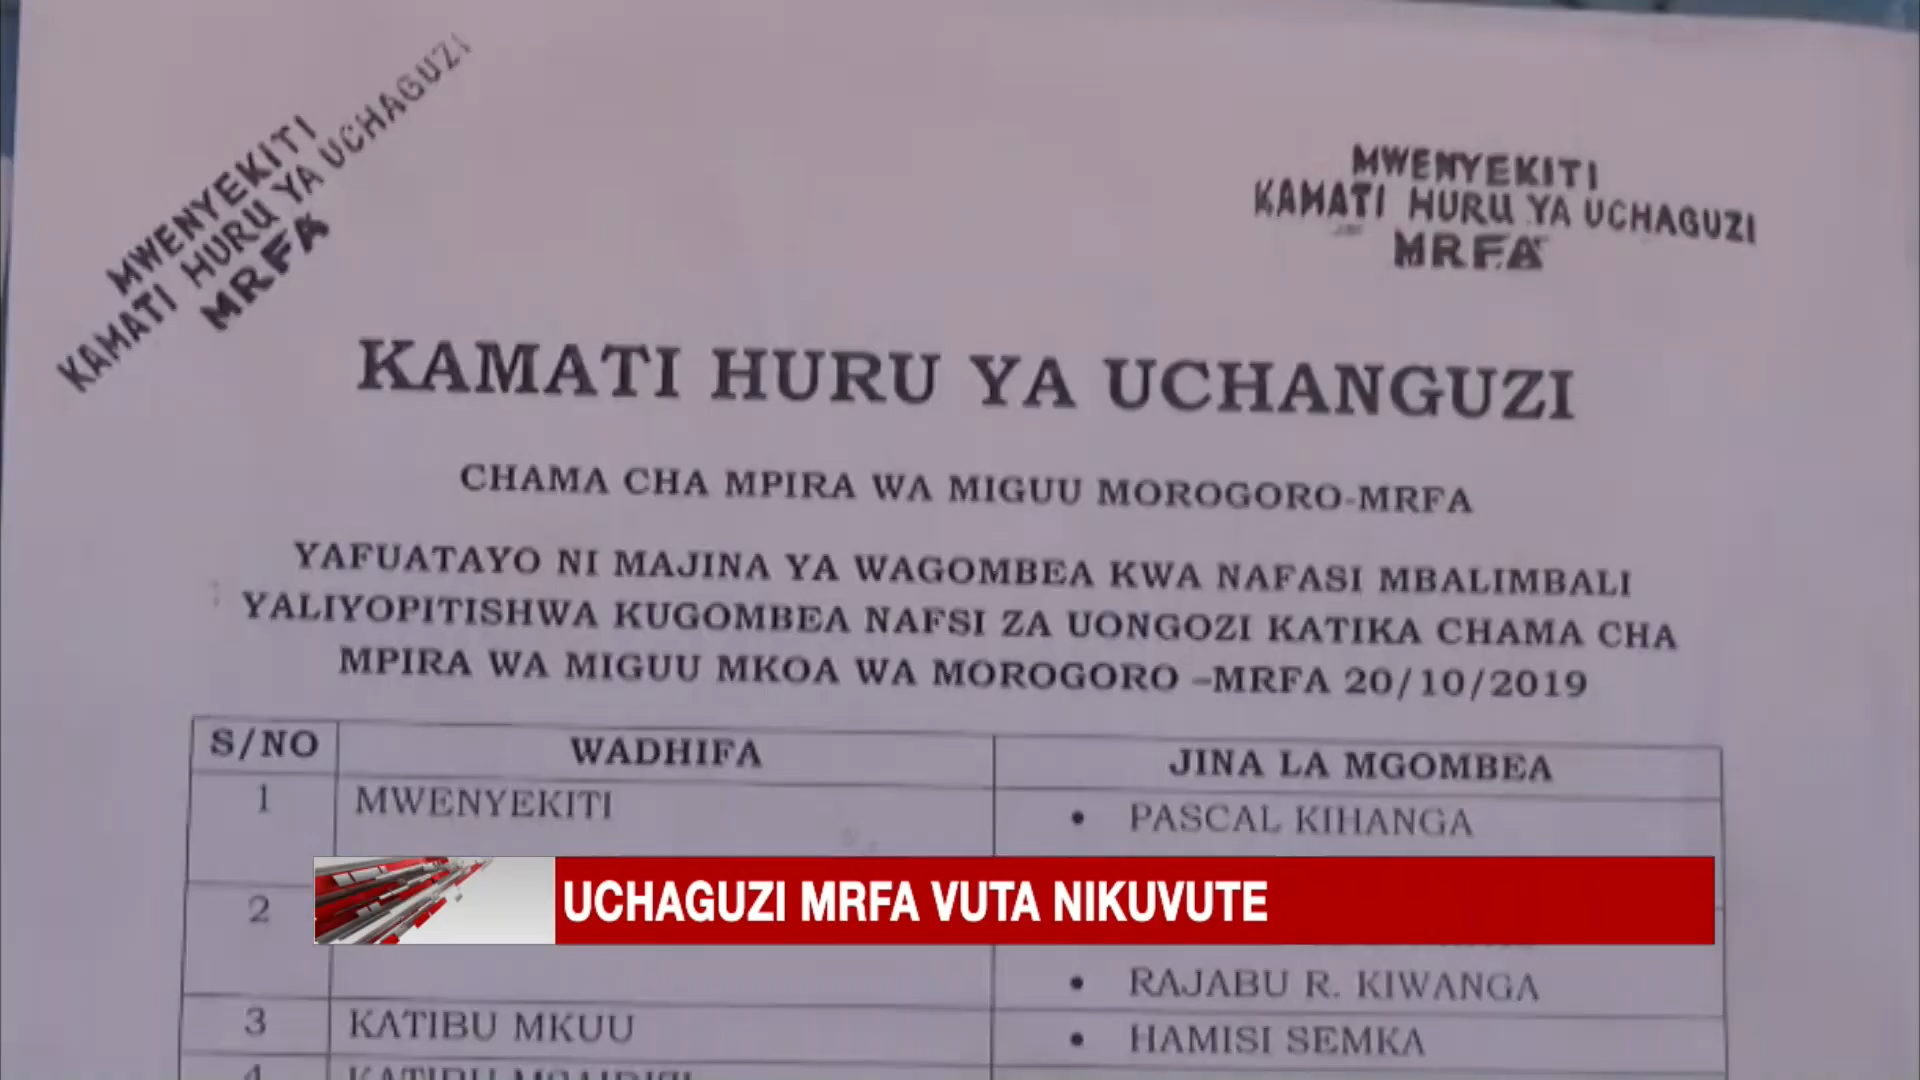 MWENYEKITI
KAMATI HURU YA UCHAGUZI
MRFA
MWENYEKITI
KAMATI HURU YA UCHAGUZI
MRFA
KAMATI HURU YA UCHANGUZI
CHAMA CHA MPIRA WA MIGUU MOROGORO-MRFA
YAFUATAYO NI MAJINA YA WAGOMBEA KWA NAFASI MBALIMBALI
YALIYOPITISHWA KUGOMBEA NAFSI ZA UONGOZI KATIKA CHAMA CHA
MPIRA WA MIGUU MKOA WA MOROGORO –MRFA 20/10/2019
S/NO WADHIFA JINA LA MGOMBEA
1 MWENYEKITI • PASCAL KIHANGA
UCHAGUZI MRFA VUTA NIKUVUTE
2 • RAJABU R. KIWANGA
3 KATIBU MKUU • HAMISI SEMKA
4 KATIBU